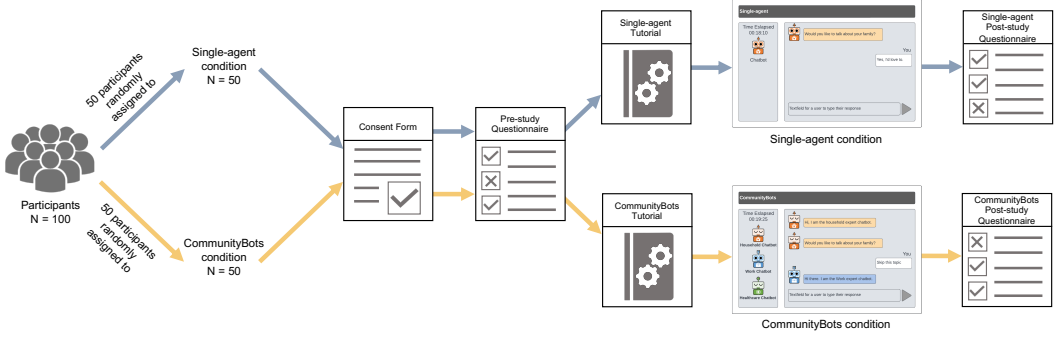 50 participants
randomly
assigned to
Single-agent
condition
N = 50
Participants
N = 100
50 participants
randomly
assigned to
CommunityBots
condition
N = 50
Consent Form
Pre-study
Questionnaire
Single-agent
Tutorial
Single-agent
Time Eslapsed
00:18:10
Chatbot
Would you like to talk about your family?
You
Yes, I'd love to.
Textfield for a user to type their response
Single-agent condition
Single-agent
Post-study
Questionnaire
CommunityBots
Tutorial
CommunityBots
Time Eslapsed
00:19:25
Household Chatbot
Work Chatbot
Healthcare Chatbot
Hi. I am the household expert chatbot.
Would you like to talk about your family?
You
Skip this topic
Hi there. I am the Work expert chatbot.
Textfield for a user to type their response
CommunityBots condition
CommunityBots
Post-study
Questionnaire